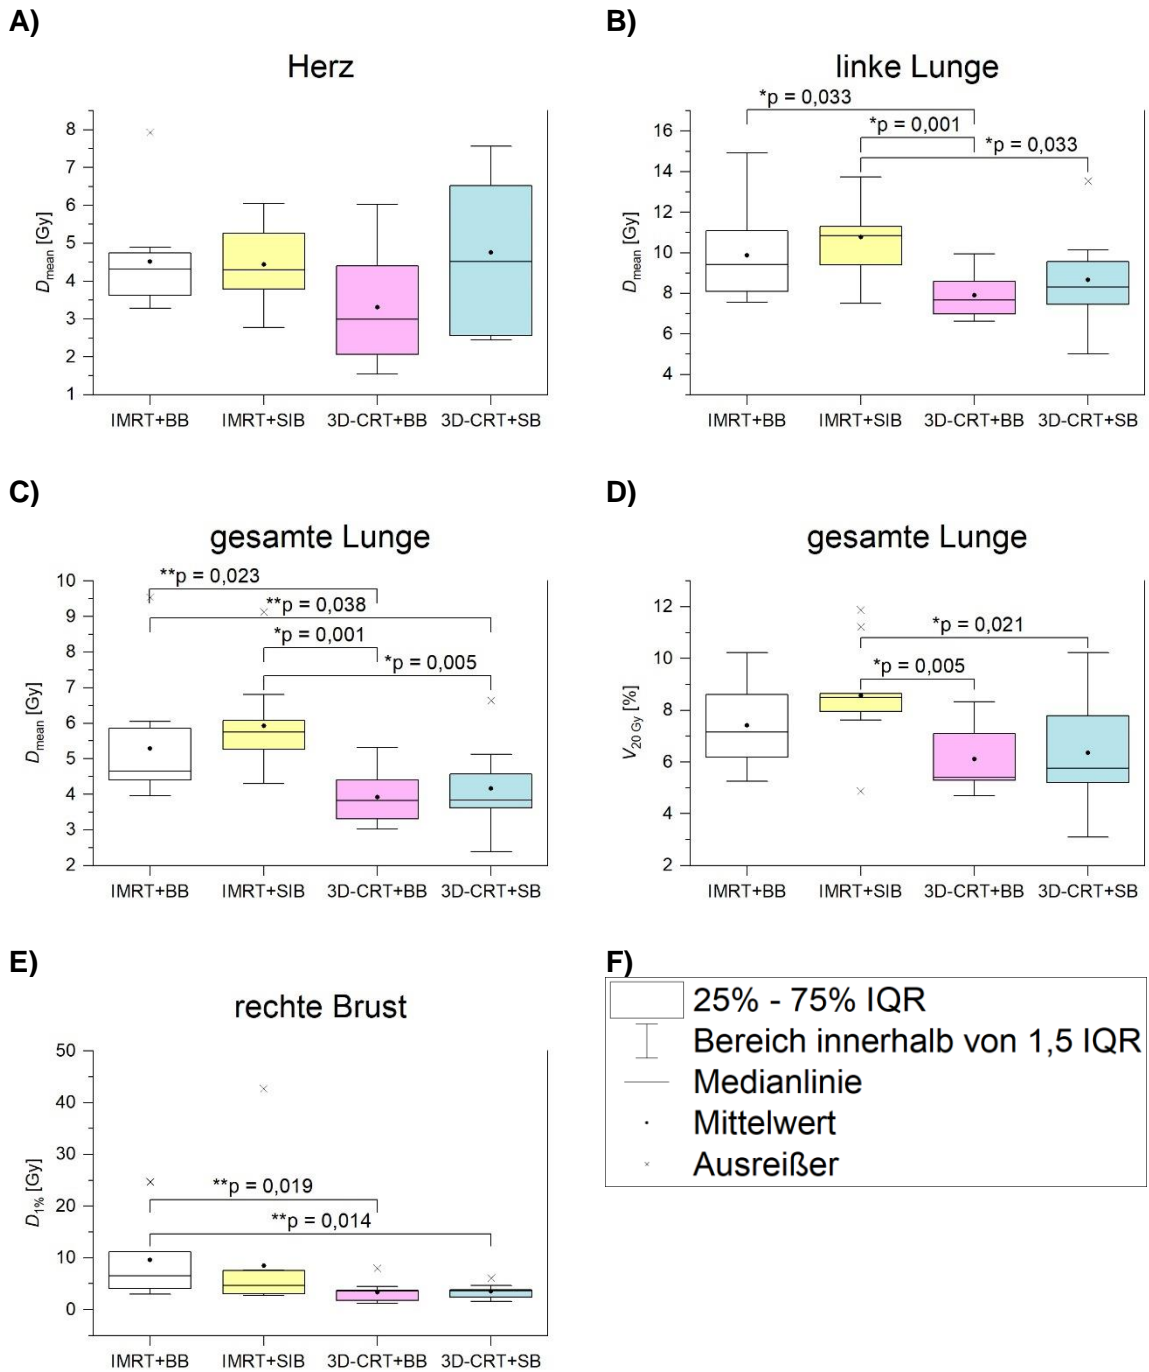 A)
Herz
8
7
6
5
4
3
2
1
D mean [Gy]
IMRT+BB IMRT+SIB 3D-CRT+BB 3D-CRT+SB
B)
linke Lunge
*p = 0,033
*p = 0,001
*p = 0,033
16
14
12
10
8
6
4
D mean [Gy]
IMRT+BB IMRT+SIB 3D-CRT+BB 3D-CRT+SB
C)
gesamte Lunge
**p = 0,023
**p = 0,038
*p = 0,001
*p = 0,005
10
9
8
7
6
5
4
3
2
D mean [Gy]
IMRT+BB IMRT+SIB 3D-CRT+BB 3D-CRT+SB
D)
gesamte Lunge
*p = 0,021
*p = 0,005
12
10
8
6
4
2
V 20 Gy [%]
IMRT+BB IMRT+SIB 3D-CRT+BB 3D-CRT+SB
E)
rechte Brust
**p = 0,019
**p = 0,014
50
40
30
20
10
0
D 1% [Gy]
IMRT+BB IMRT+SIB 3D-CRT+BB 3D-CRT+SB
F)
25% - 75% IQR
Bereich innerhalb von 1,5 IQR
Medianlinie
Mittelwert
Ausreißer